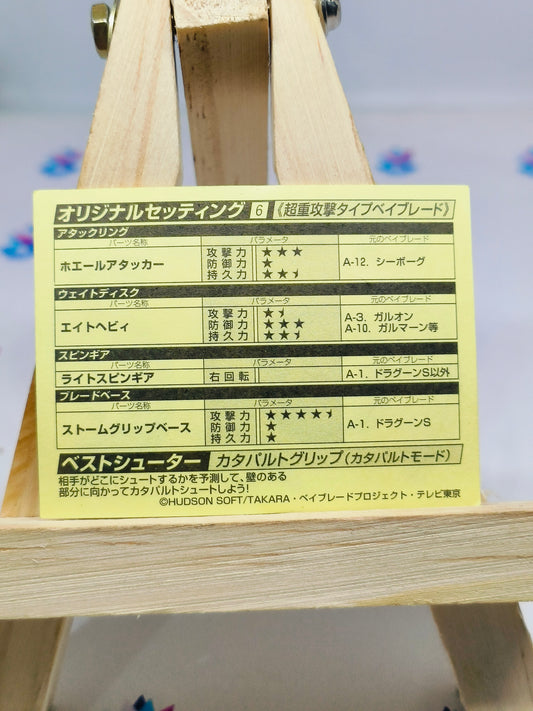 オリジナルセッティング 6 《超重攻撃タイプベイブレード》
アタックリング
パーツ名称 パラメータ 元のベイブレード
ホエールアタッカー 攻撃力 ★★★ A-12. シーボーグ
防御力 ★
持久力 ★★⯨
ウェイトディスク
パーツ名称 パラメータ 元のベイブレード
エイトヘビィ 攻撃力 ★⯨ A-3. ガルオン
防御力 ★★★ A-10. ガルマーン等
持久力 ★★⯨
スピンギア
パーツ名称 パラメータ 元のベイブレード
ライトスピンギア 右回転 A-1. ドラグーンS以外
ブレードベース
パーツ名称 パラメータ 元のベイブレード
ストームグリップベース 攻撃力 ★★★★⯨ A-1. ドラグーンS
防御力 ★
持久力 ★
ベストシューター カタパルトグリップ(カタパルトモード)
相手がどこにシュートするかを予測して、壁のある
部分に向かってカタパルトシュートしよう!
©HUDSON SOFT/TAKARA・ベイブレードプロジェクト・テレビ東京